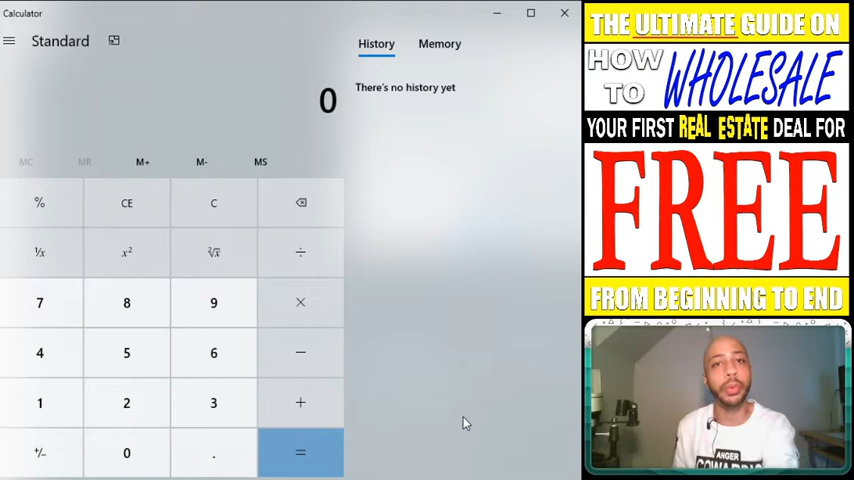 Calculator
Standard
History
Memory
There's no history yet
0
MC MR M+ M- MS
% CE C
¹/x x² ²√x ÷
7 8 9 ×
4 5 6 −
1 2 3 +
+/− 0 . =
THE ULTIMATE GUIDE ON
HOW TO WHOLESALE
YOUR FIRST REAL ESTATE DEAL FOR
FREE
FROM BEGINNING TO END
ANGER
COWARDS